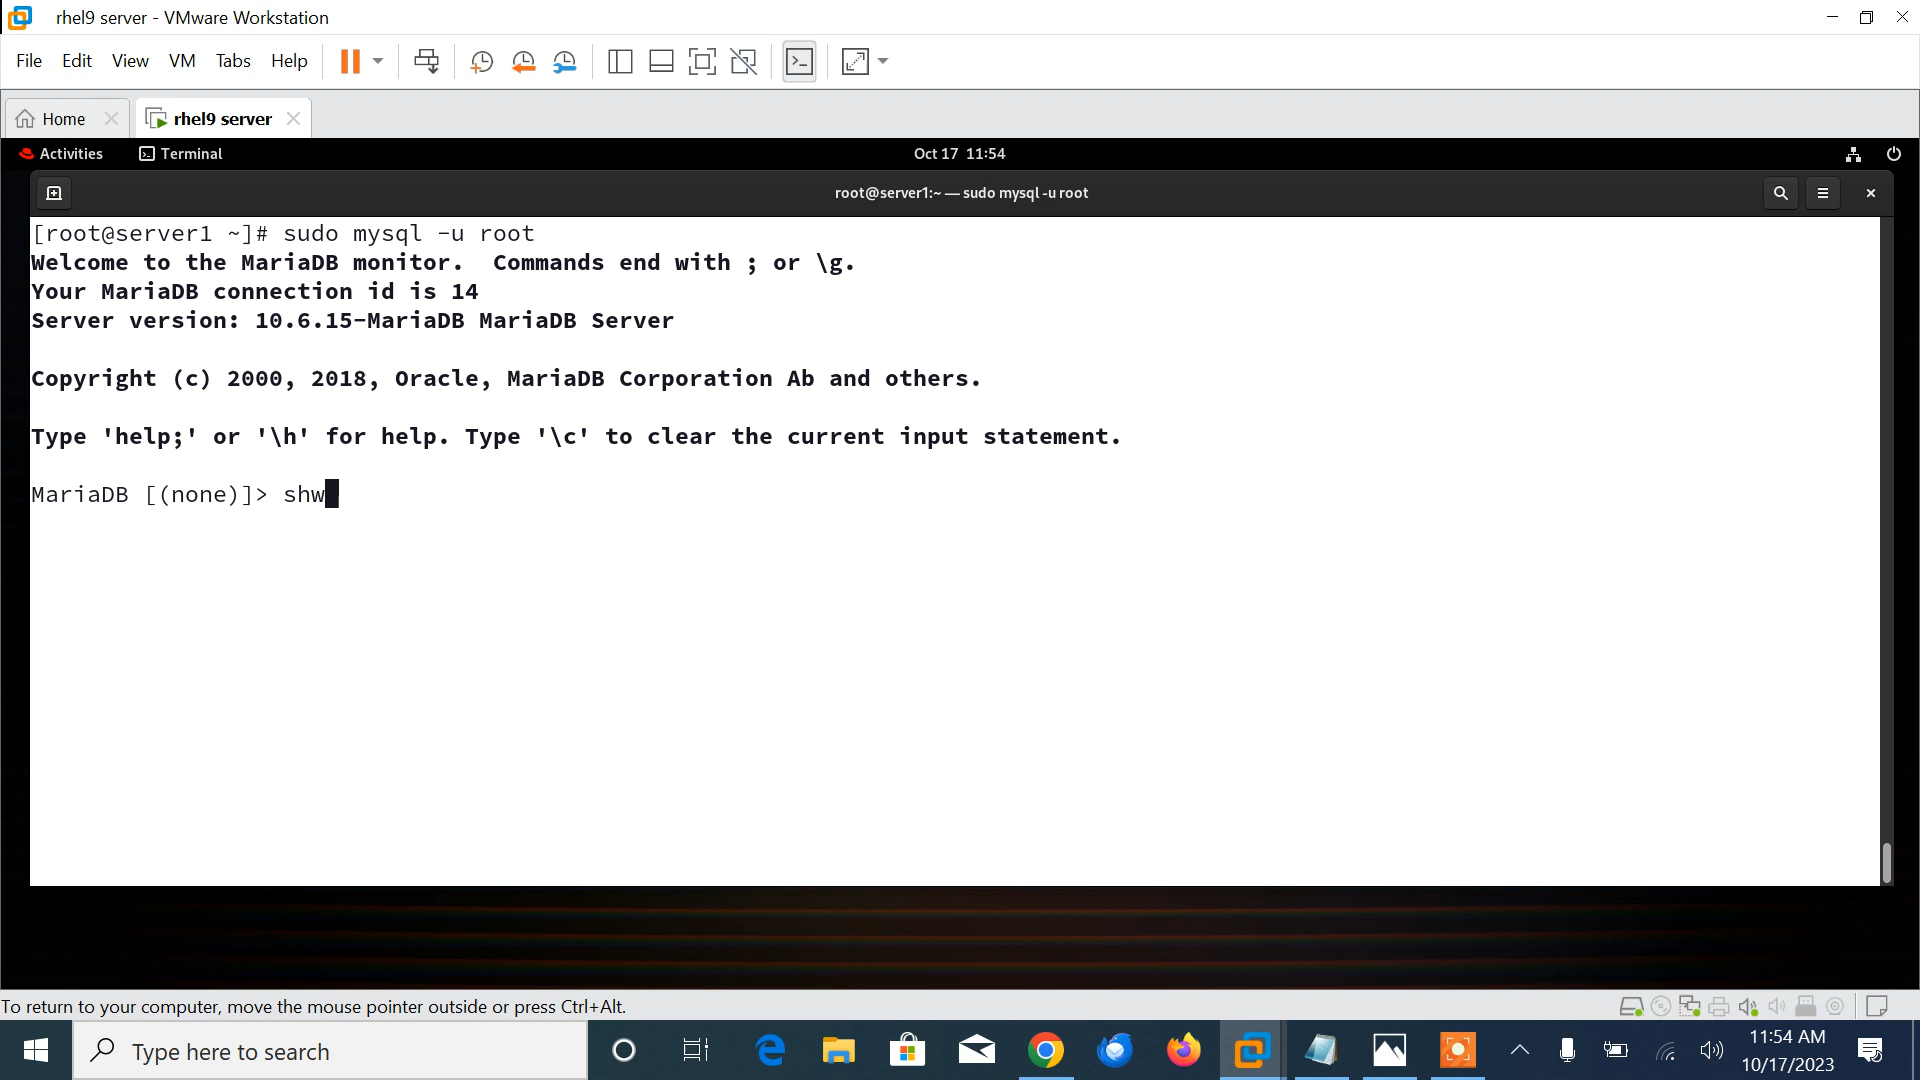 rhel9 server - VMware Workstation
File Edit View VM Tabs Help
Home rhel9 server
Activities Terminal Oct 17 11:54
root@server1:~ — sudo mysql -u root
[root@server1 ~]# sudo mysql -u root
Welcome to the MariaDB monitor.  Commands end with ; or \g.
Your MariaDB connection id is 14
Server version: 10.6.15-MariaDB MariaDB Server
Copyright (c) 2000, 2018, Oracle, MariaDB Corporation Ab and others.
Type 'help;' or '\h' for help. Type '\c' to clear the current input statement.
MariaDB [(none)]> shw
To return to your computer, move the mouse pointer outside or press Ctrl+Alt.
Type here to search
11:54 AM
10/17/2023